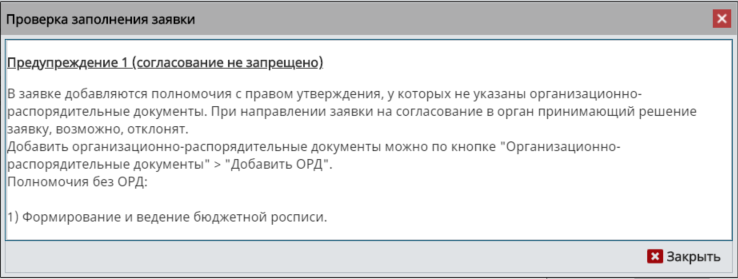 Проверка заполнения заявки
Предупреждение 1 (согласование не запрещено)
В заявке добавляются полномочия с правом утверждения, у которых не указаны организационно-
распорядительные документы. При направлении заявки на согласование в орган принимающий решение
заявку, возможно, отклонят.
Добавить организационно-распорядительные документы можно по кнопке "Организационно-
распорядительные документы" > "Добавить ОРД".
Полномочия без ОРД:
1) Формирование и ведение бюджетной росписи.
Закрыть